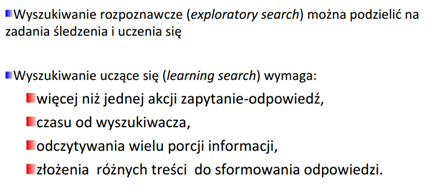 Wyszukiwanie rozpoznawcze (exploratory search) można podzielić na
zadania śledzenia i uczenia się
Wyszukiwanie uczące się (learning search) wymaga:
więcej niż jednej akcji zapytanie-odpowiedź,
czasu od wyszukiwacza,
odczytywania wielu porcji informacji,
złożenia różnych treści do sformowania odpowiedzi.